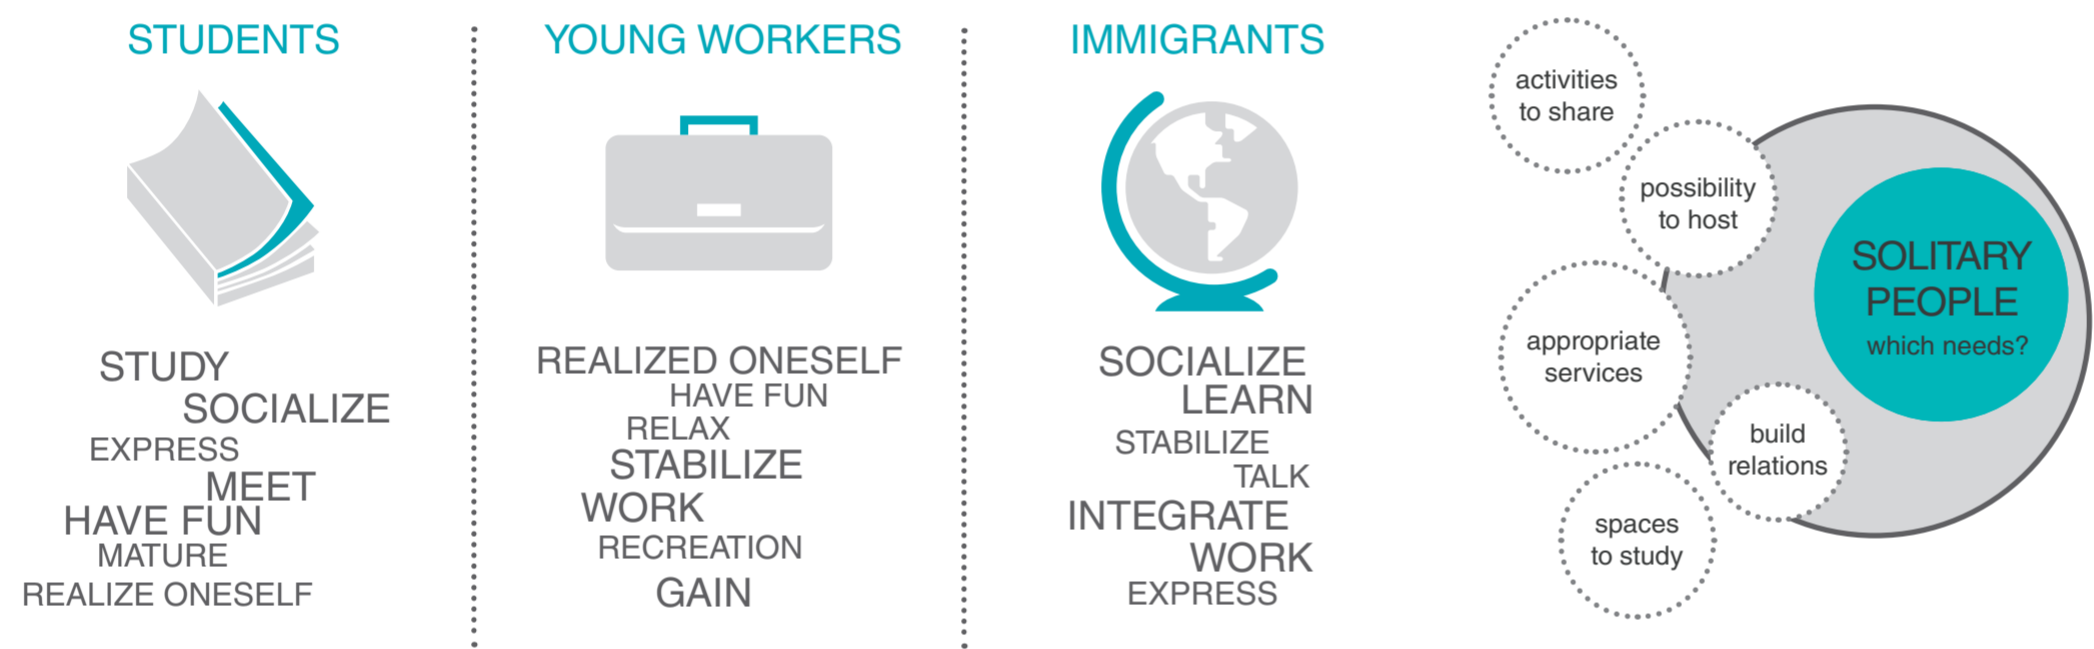 STUDENTS
STUDY
SOCIALIZE
EXPRESS
MEET
HAVE FUN
MATURE
REALIZE ONESELF
YOUNG WORKERS
REALIZED ONESELF
HAVE FUN
RELAX
STABILIZE
WORK
RECREATION
GAIN
IMMIGRANTS
SOCIALIZE
LEARN
STABILIZE
TALK
INTEGRATE
WORK
EXPRESS
activities
to share
possibility
to host
appropriate
services
build
relations
spaces
to study
SOLITARY
PEOPLE
which needs?